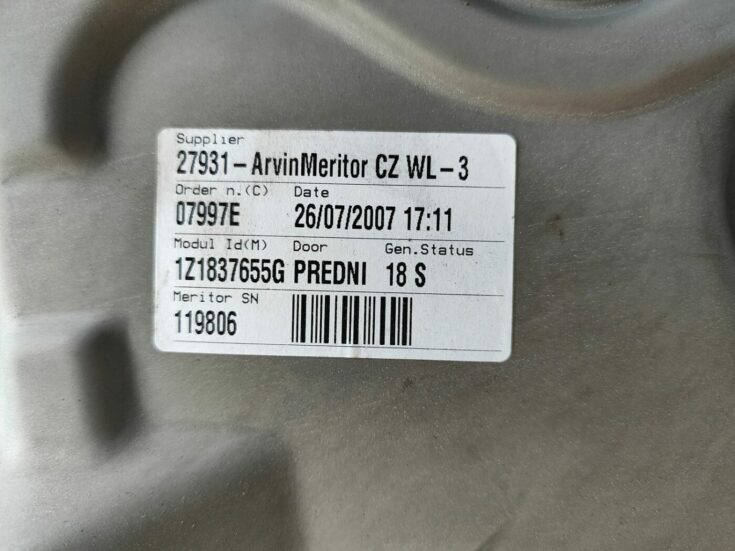 Supplier
27931-ArvinMeritor CZ WL-3
Order n.(C) Date
07997E 26/07/2007 17:11
Modul Id(M) Door Gen.Status
1Z1837655G PREDNI 18 S
Meritor SN
119806